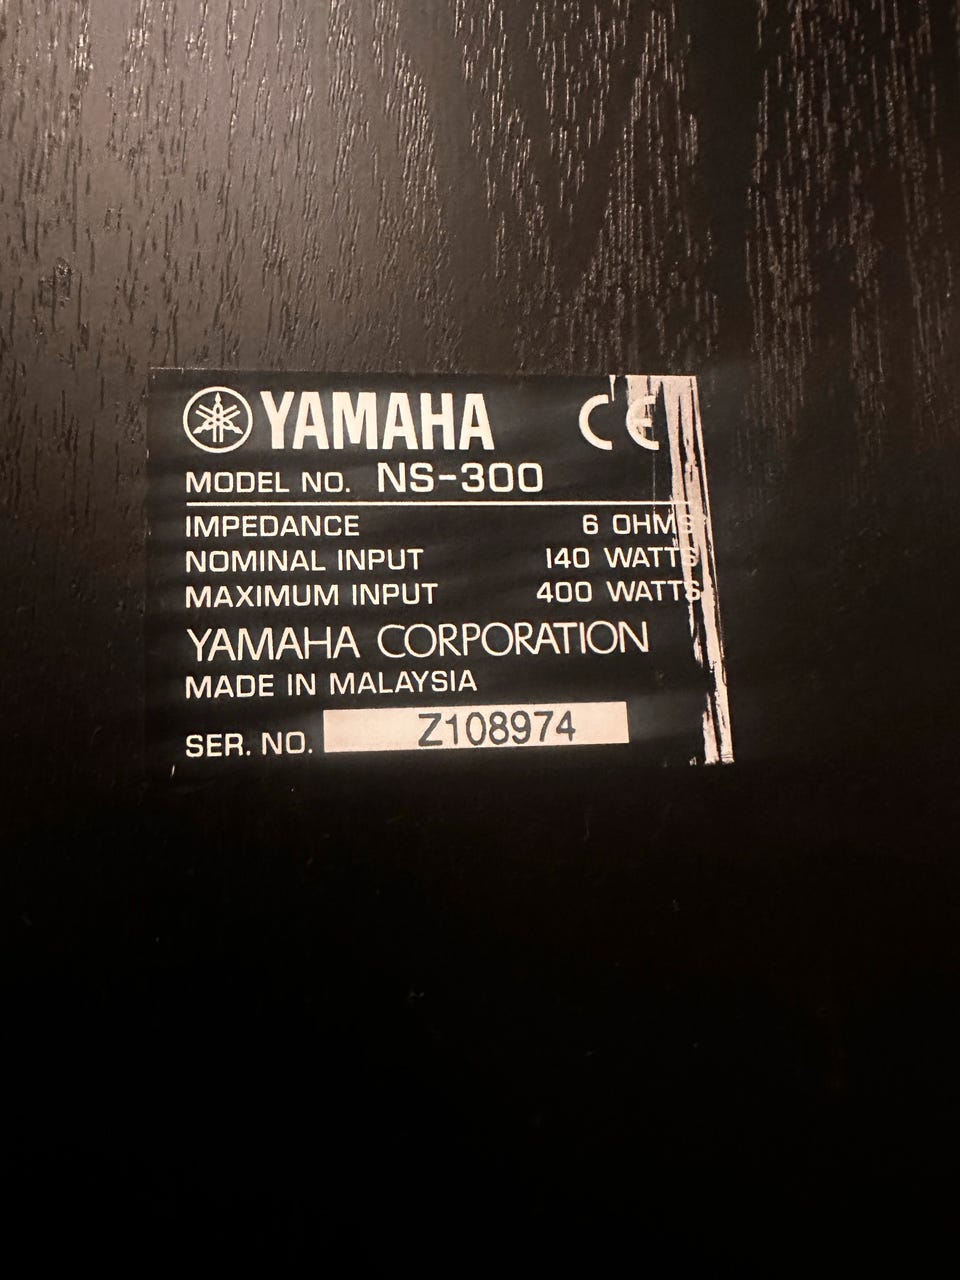 YAMAHA CE
MODEL NO. NS-300
IMPEDANCE 6 OHMS
NOMINAL INPUT 140 WATTS
MAXIMUM INPUT 400 WATTS
YAMAHA CORPORATION
MADE IN MALAYSIA
SER. NO. Z108974